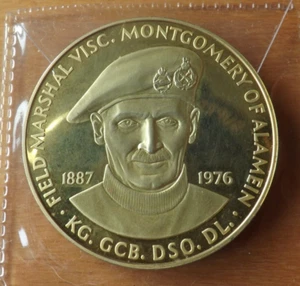 FIELD MARSHAL VISC. MONTGOMERY OF ALAMEIN
1887 1976
· KG. GCB. DSO. DL. ·